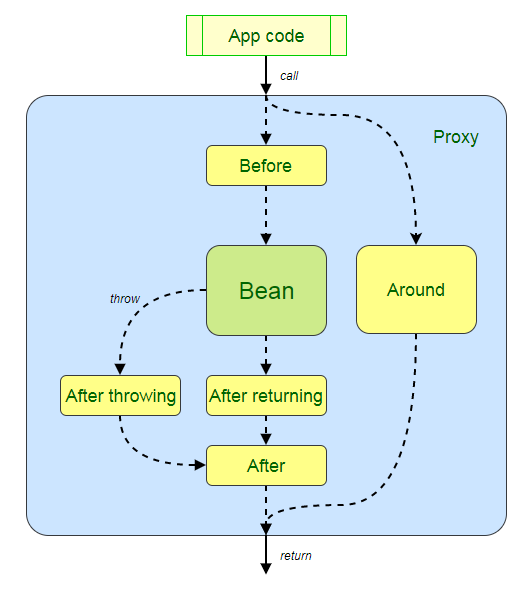 App code
call
Proxy
Before
Bean
Around
throw
After throwing
After returning
After
return